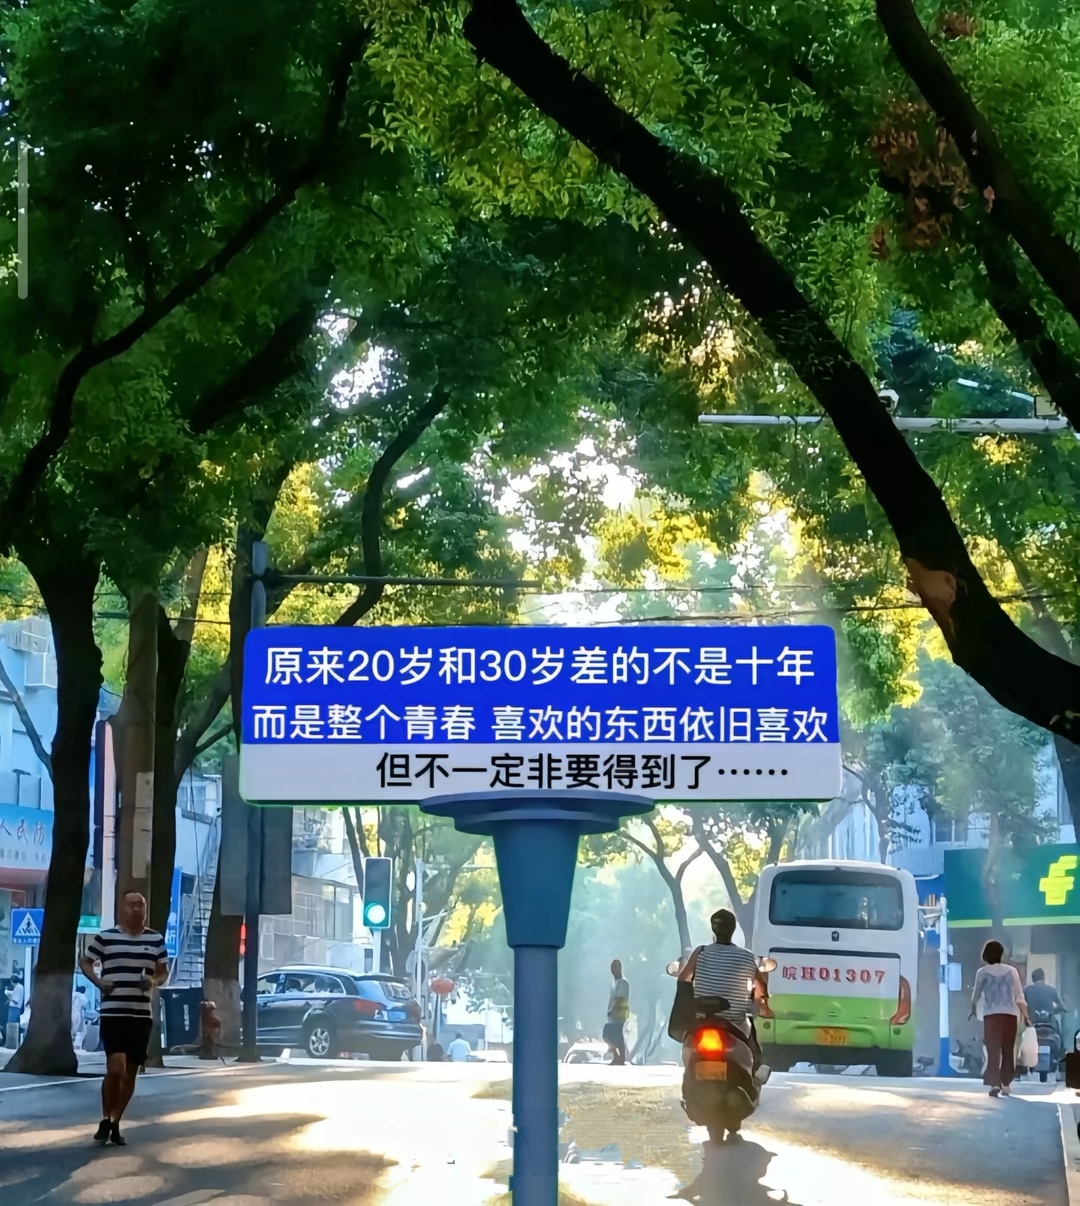 原来20岁和30岁差的不是十年
而是整个青春 喜欢的东西依旧喜欢
但不一定非要得到了……
人民防
皖H01307